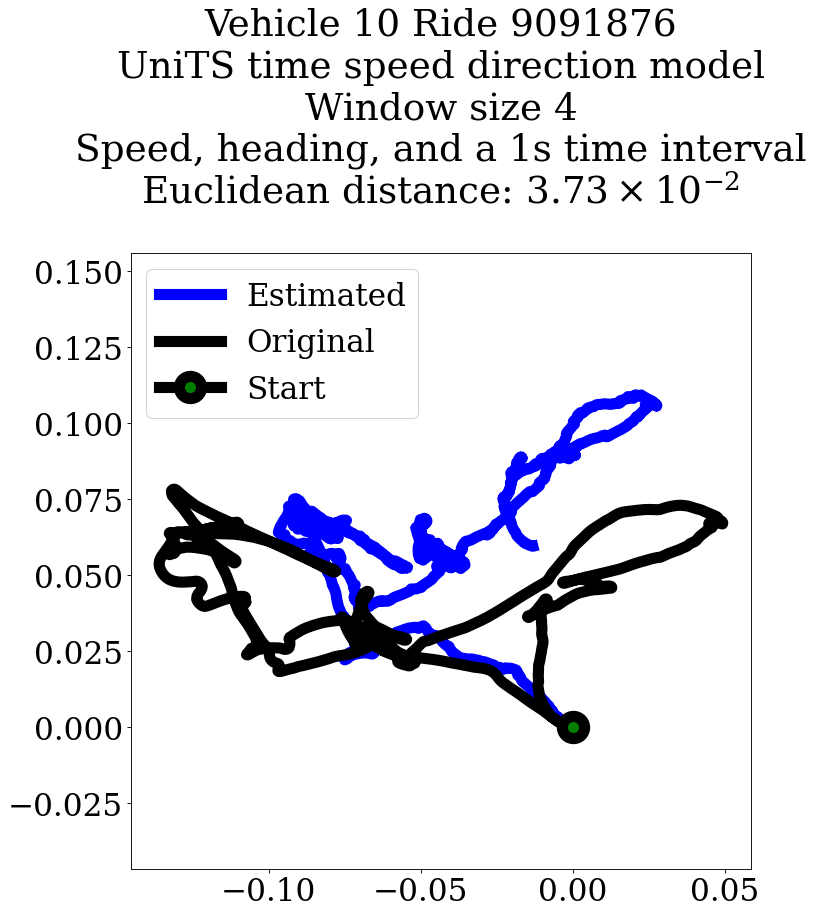 Vehicle 10 Ride 9091876
UniTS time speed direction model
Window size 4
Speed, heading, and a 1s time interval
Euclidean distance: 3.73 × 10⁻²
Estimated
Original
Start
0.150
0.125
0.100
0.075
0.050
0.025
0.000
−0.025
−0.10 −0.05 0.00 0.05